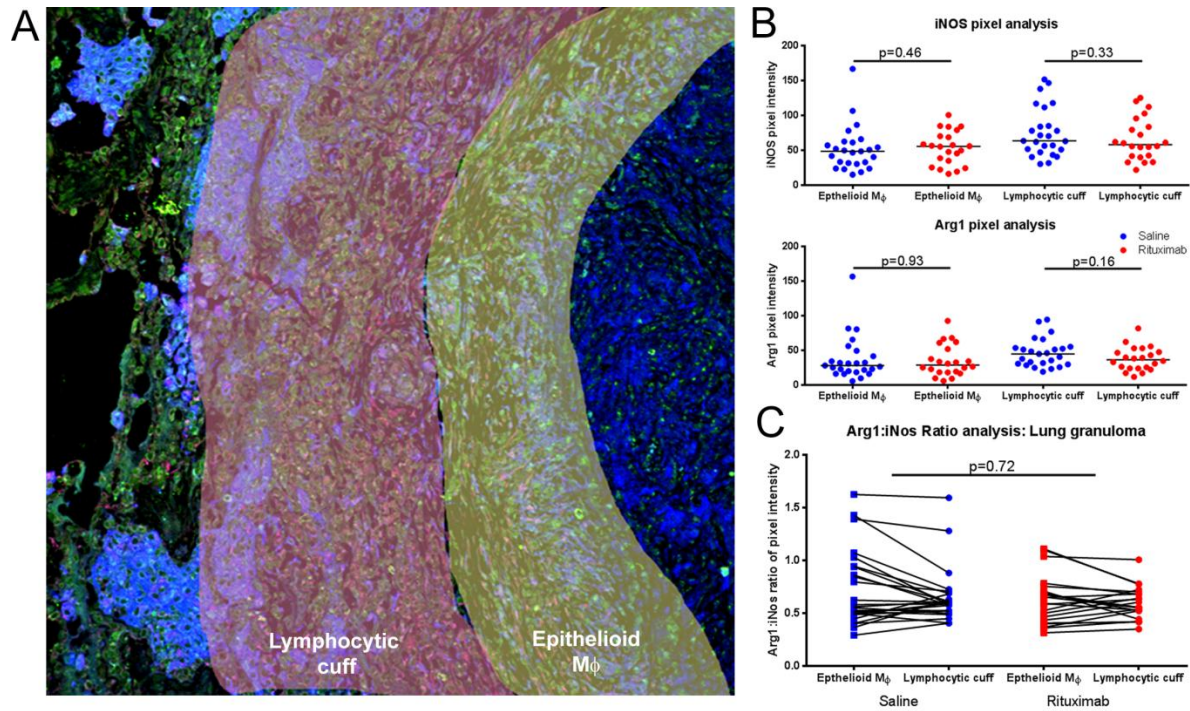 A
Lymphocytic
cuff
Epithelioid
Mϕ
B
iNOS pixel analysis
iNOS pixel intensity
200
150
100
50
0
p=0.46
p=0.33
Epthelioid Mϕ
Epthelioid Mϕ
Lymphocytic cuff
Lymphocytic cuff
Arg1 pixel analysis
Saline
Rituximab
Arg1 pixel intensity
200
150
100
50
0
p=0.93
p=0.16
Epthelioid Mϕ
Epthelioid Mϕ
Lymphocytic cuff
Lymphocytic cuff
C
Arg1:iNos Ratio analysis: Lung granuloma
Arg1:iNos ratio of pixel intensity
2.0
1.5
1.0
0.5
0.0
p=0.72
Epithelioid Mϕ
Lymphocytic cuff
Epithelioid Mϕ
Lymphocytic cuff
Saline
Rituximab